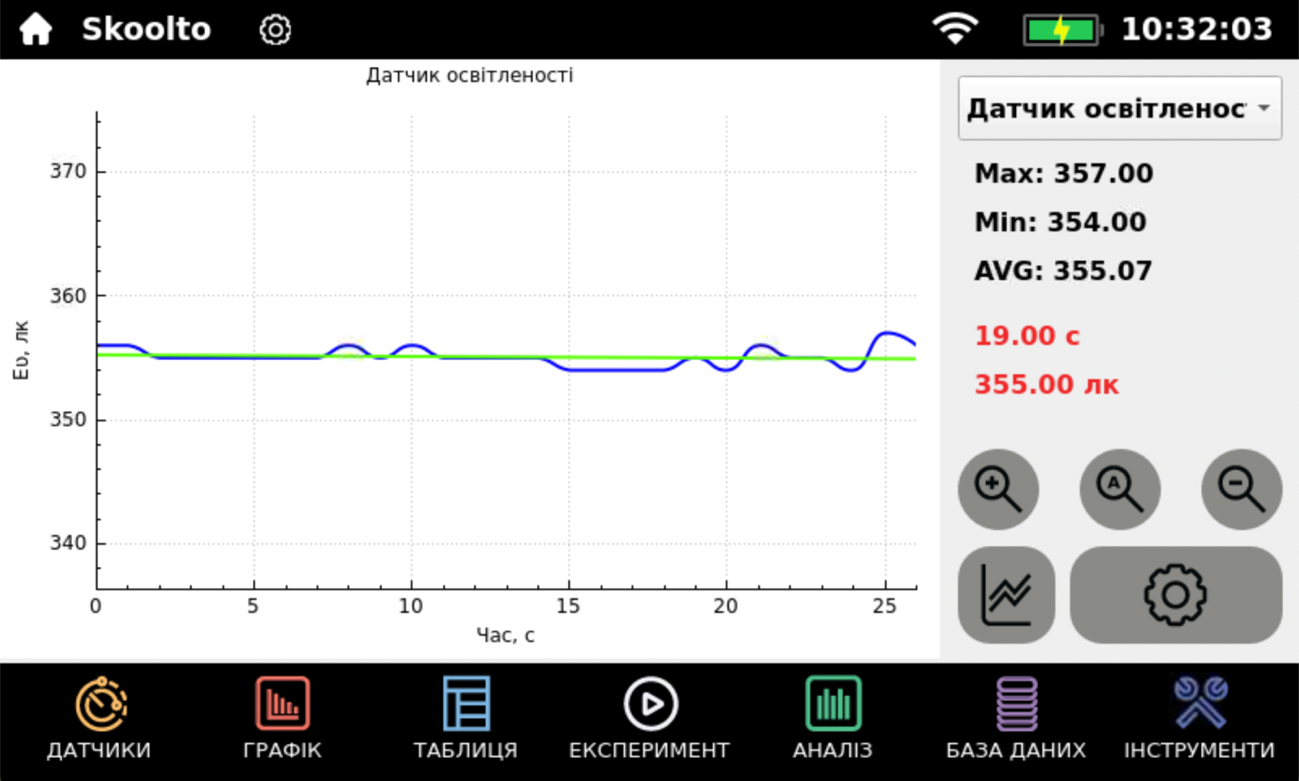 Skoolto
10:32:03
Датчик освітленості
370
360
350
340
Eυ, лк
0 5 10 15 20 25
Час, с
Датчик освітленос
Max: 357.00
Min: 354.00
AVG: 355.07
19.00 с
355.00 лк
A
ДАТЧИКИ
ГРАФІК
ТАБЛИЦЯ
ЕКСПЕРИМЕНТ
АНАЛІЗ
БАЗА ДАНИХ
ІНСТРУМЕНТИ